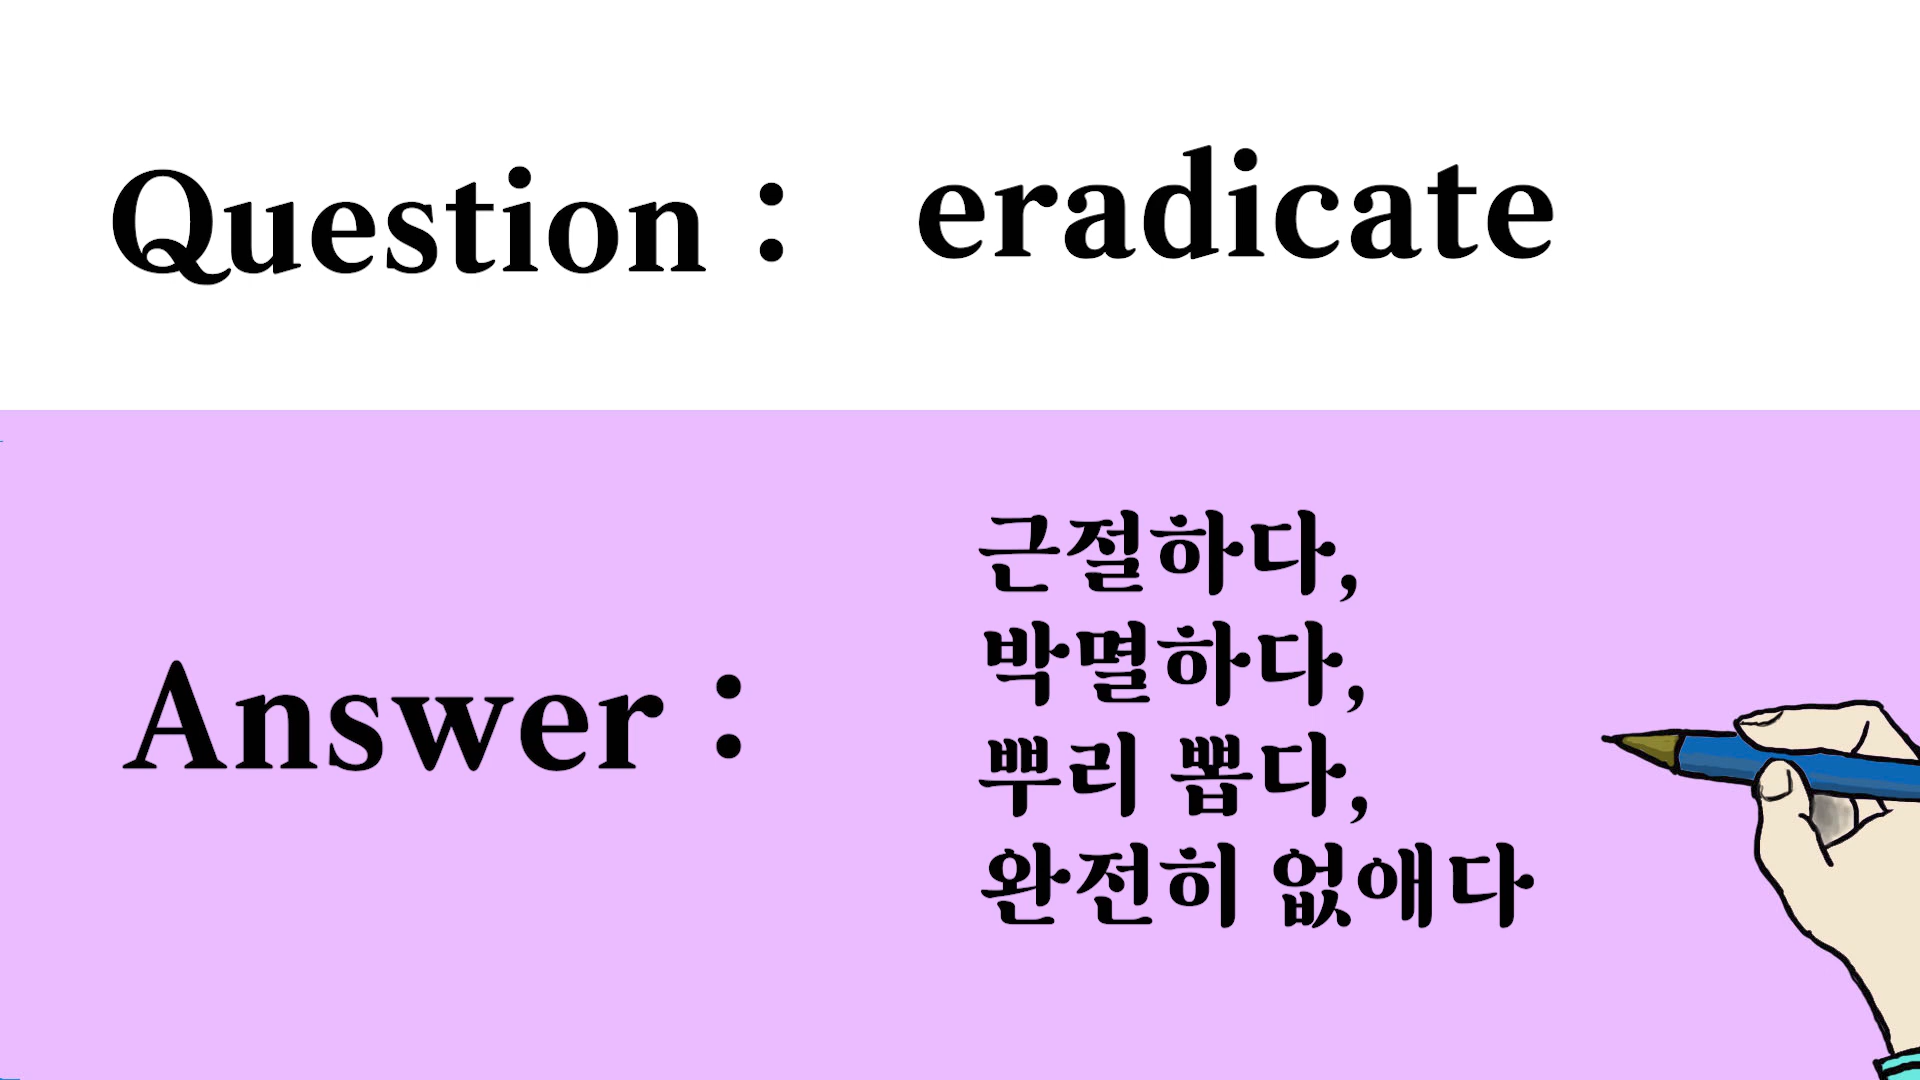 Question : eradicate
Answer :
근절하다,
박멸하다,
뿌리 뽑다,
완전히 없애다